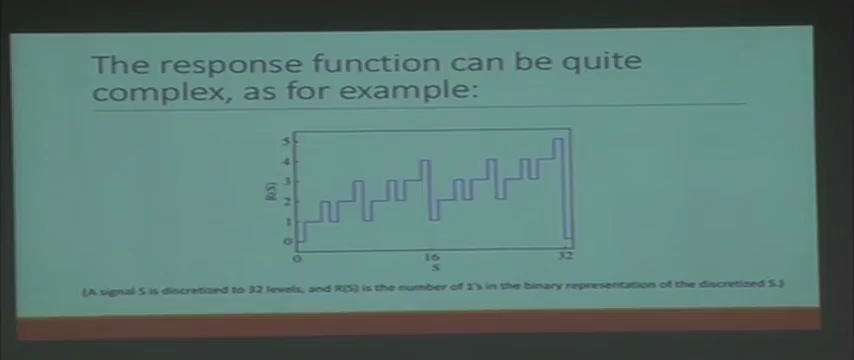 The response function can be quite
complex, as for example:
5
4
3
2
1
0
R(S)
0 16 32
S
(A signal S is discretized to 32 levels, and R(S) is the number of 1's in the binary representation of the discretized S.)